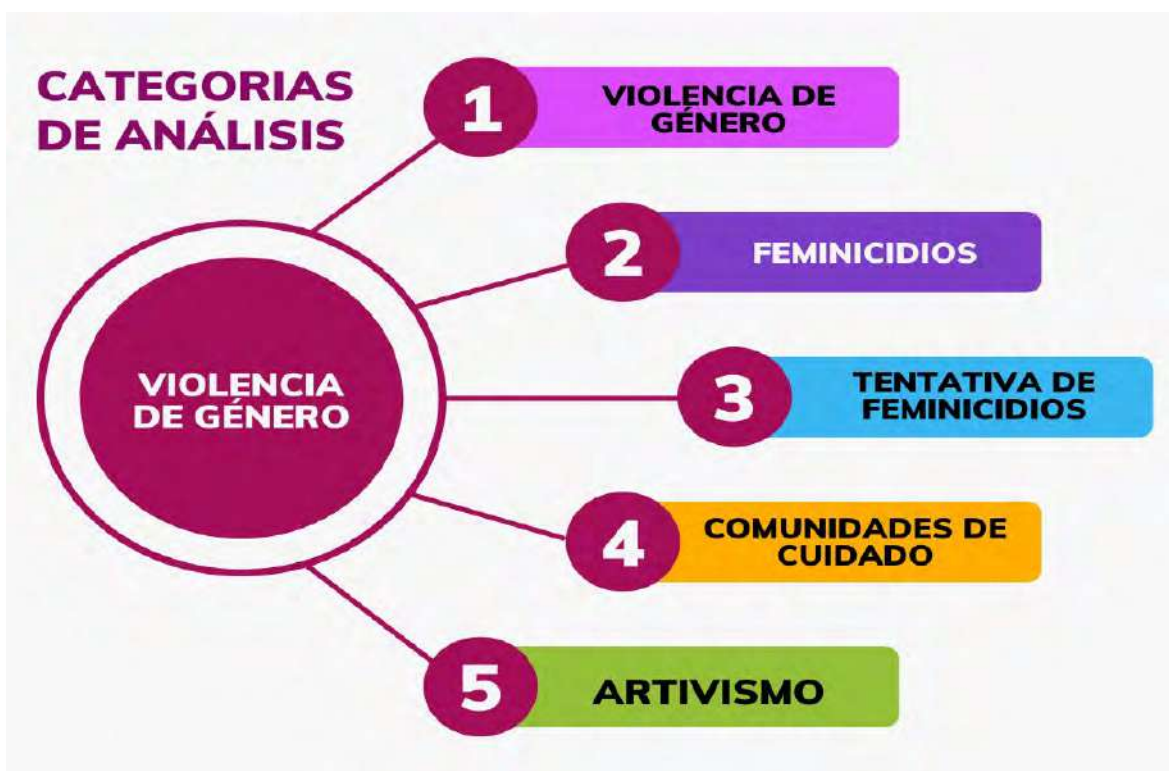 CATEGORIAS
DE ANÁLISIS
1
VIOLENCIA DE
GÉNERO
2
FEMINICIDIOS
VIOLENCIA
DE GÉNERO
3
TENTATIVA DE
FEMINICIDIOS
4
COMUNIDADES DE
CUIDADO
5
ARTIVISMO